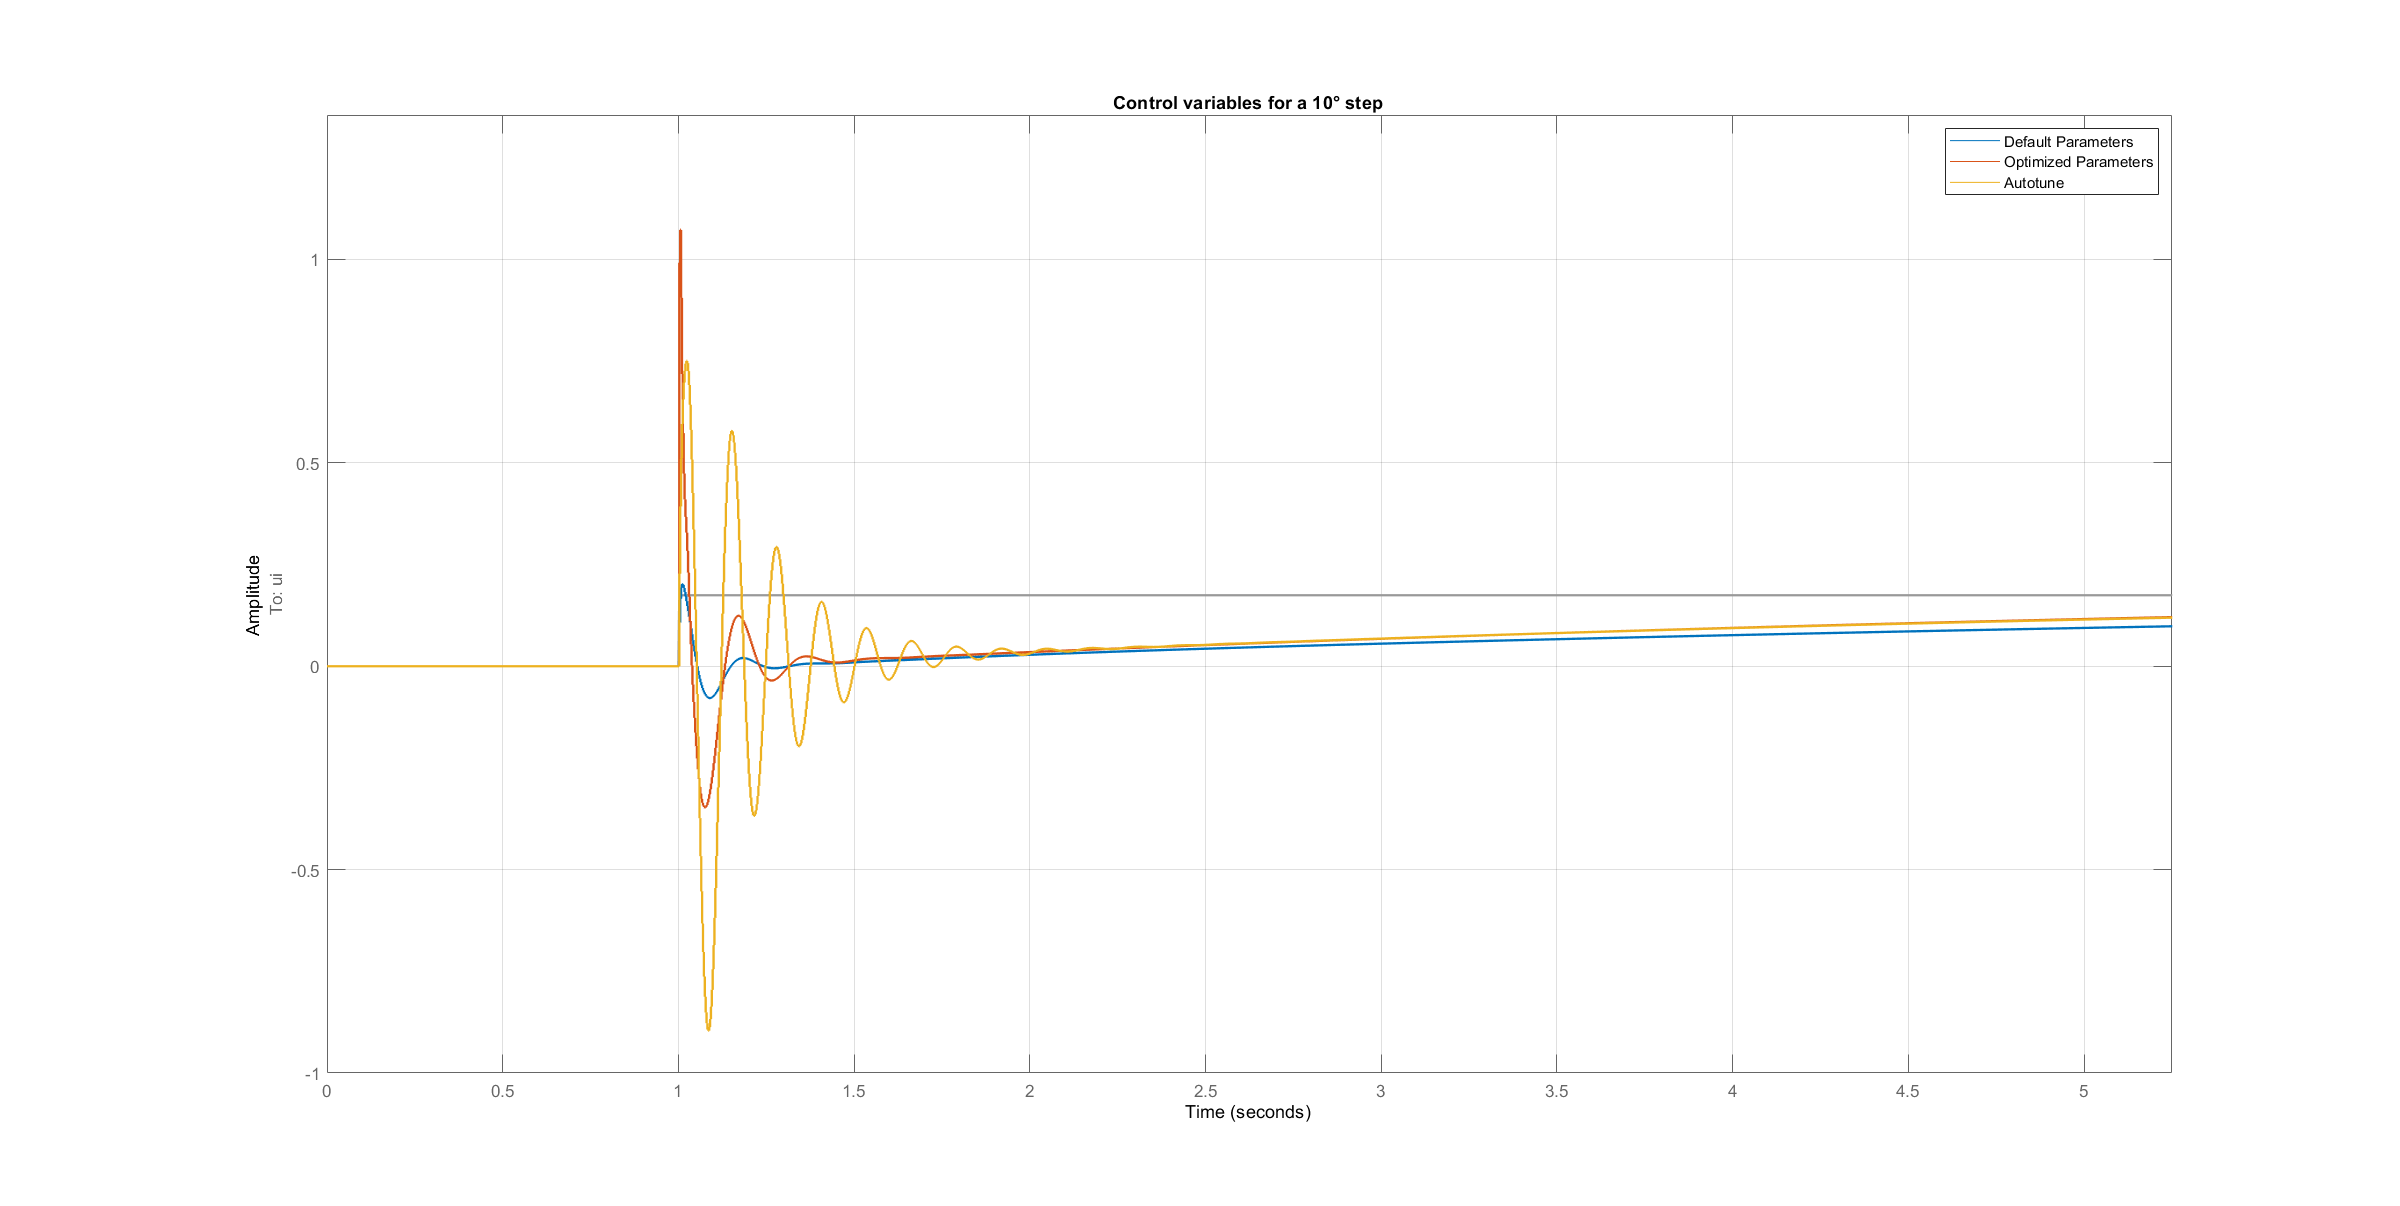 Control variables for a 10° step
Default Parameters
Optimized Parameters
Autotune
1
0.5
0
-0.5
-1
Amplitude
To: ui
0 0.5 1 1.5 2 2.5 3 3.5 4 4.5 5
Time (seconds)